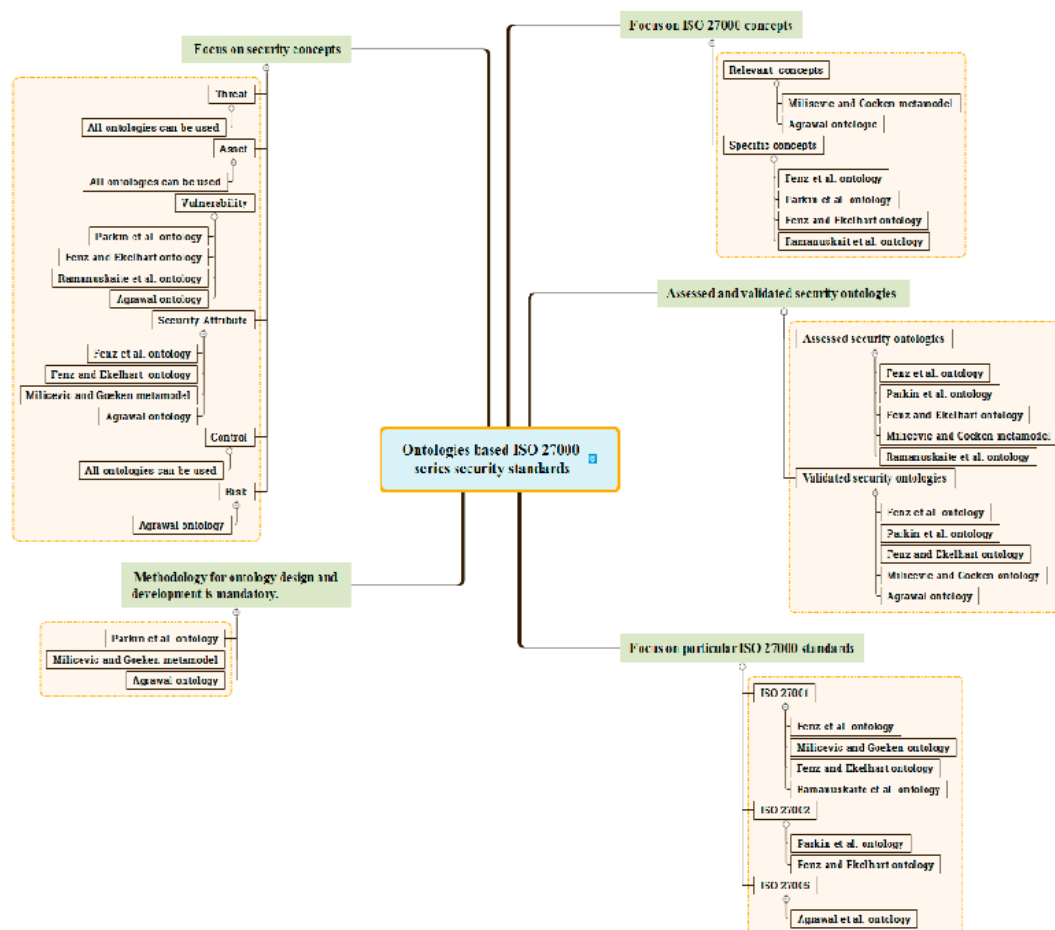 Focus on security concepts
Threat
All ontologies can be used
Asset
All ontologies can be used
Vulnerability
Parkin et al. ontology
Fenz and Ekelhart ontology
Ramanuskaite et al. ontology
Agrawal ontology
Security Attribute
Fenz et al. ontology
Fenz and Ekelhart ontology
Milicevic and Goeken metamodel
Agrawal ontology
Control
All ontologies can be used
Risk
Agrawal ontology
Methodology for ontology design and
development is mandatory.
Parkin et al. ontology
Milicevic and Goeken metamodel
Agrawal ontology
Ontologies based ISO 27000
series security standards
Focus on ISO 27000 concepts
Relevant concepts
Milisevic and Goeken metamodel
Agrawal ontologie
Specific concepts
Fenz et al. ontology
Parkin et al. ontology
Fenz and Ekelhart ontology
Ramanuskait et al. ontology
Assessed and validated security ontologies
Assessed security ontologies
Fenz et al. ontology
Parkin et al. ontology
Fenz and Ekelhart ontology
Milicevic and Goeken metamodel
Ramanuskaite et al. ontology
Validated security ontologies
Fenz et al. ontology
Parkin et al. ontology
Fenz and Ekelhart ontology
Milicevic and Goeken ontology
Agrawal ontology
Focus on particular ISO 27000 standards
ISO 27001
Fenz et al. ontology
Milicevic and Goeken ontology
Fenz and Ekelhart ontology
Ramanuskaite et al. ontology
ISO 27002
Parkin et al. ontology
Fenz and Ekelhart ontology
ISO 27005
Agrawal et al. ontology